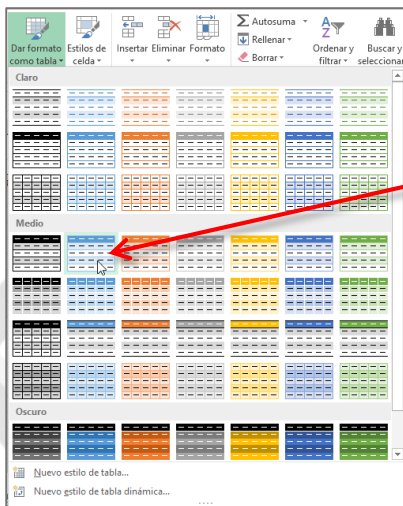 Autosuma
Rellenar
Borrar
Dar formato como tabla
Estilos de celda
Insertar Eliminar Formato
Ordenar y filtrar
Buscar y seleccionar
Claro
Medio
Oscuro
Nuevo estilo de tabla...
Nuevo estilo de tabla dinámica...